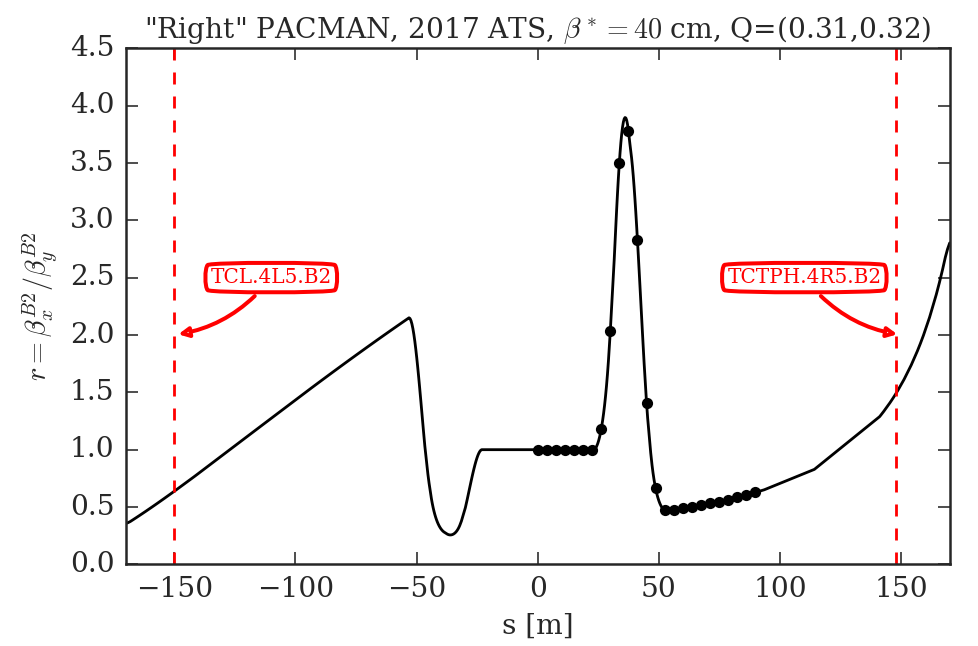 "Right" PACMAN, 2017 ATS, β* = 40 cm, Q=(0.31,0.32)
4.5
4.0
3.5
3.0
2.5
2.0
1.5
1.0
0.5
0.0
r = β_x^{B2}/β_y^{B2}
TCL.4L5.B2
TCTPH.4R5.B2
−150 −100 −50 0 50 100 150
s [m]